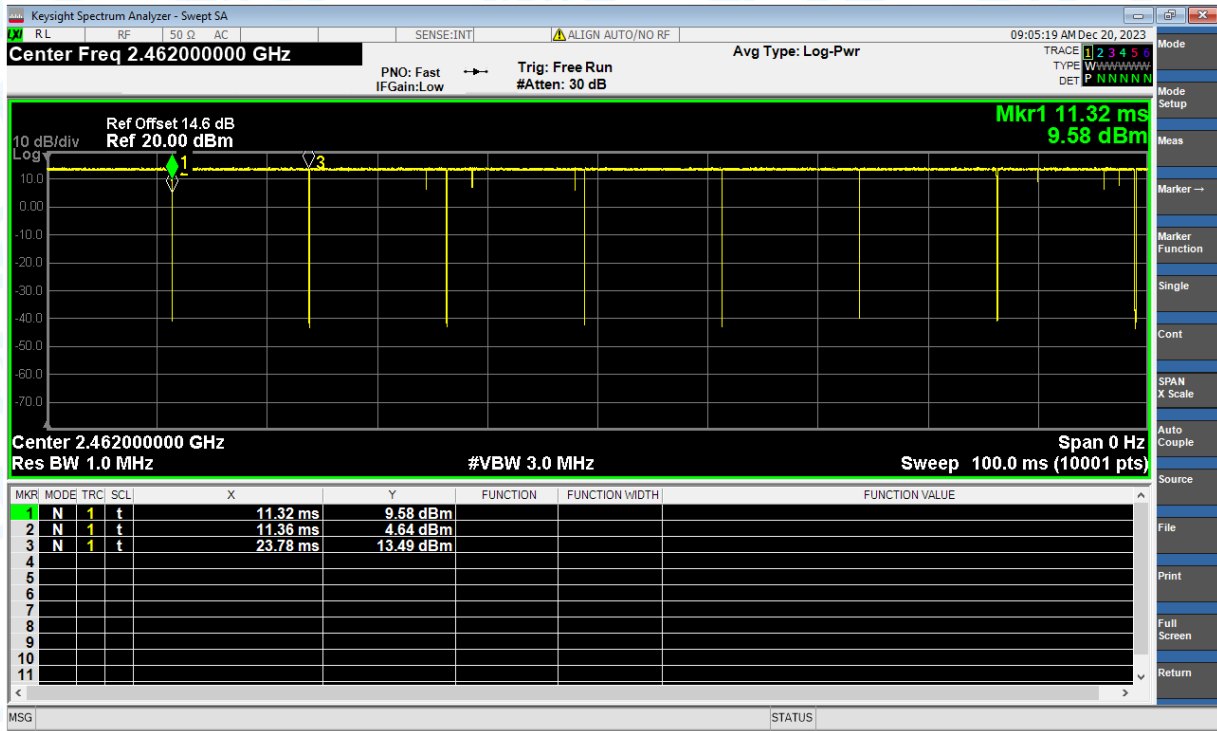 Keysight Spectrum Analyzer - Swept SA
LXI RL RF 50 Ω AC SENSE:INT ALIGN AUTO/NO RF 09:05:19 AM Dec 20, 2023
Center Freq 2.462000000 GHz
PNO: Fast
IFGain:Low
Trig: Free Run
#Atten: 30 dB
Avg Type: Log-Pwr
TRACE 1 2 3 4 5 6
TYPE WWWWWW
DET P N N N N N
Ref Offset 14.6 dB
10 dB/div Ref 20.00 dBm
Log
Mkr1 11.32 ms
9.58 dBm
1
2
3
10.0
0.00
-10.0
-20.0
-30.0
-40.0
-50.0
-60.0
-70.0
Center 2.462000000 GHz Span 0 Hz
Res BW 1.0 MHz #VBW 3.0 MHz Sweep 100.0 ms (10001 pts)
MKR MODE TRC SCL X Y FUNCTION FUNCTION WIDTH FUNCTION VALUE
1 N 1 t 11.32 ms 9.58 dBm
2 N 1 t 11.36 ms 4.64 dBm
3 N 1 t 23.78 ms 13.49 dBm
4
5
6
7
8
9
10
11
MSG STATUS
Mode
Mode
Setup
Meas
Marker →
Marker
Function
Single
Cont
SPAN
X Scale
Auto
Couple
Source
File
Print
Full
Screen
Return